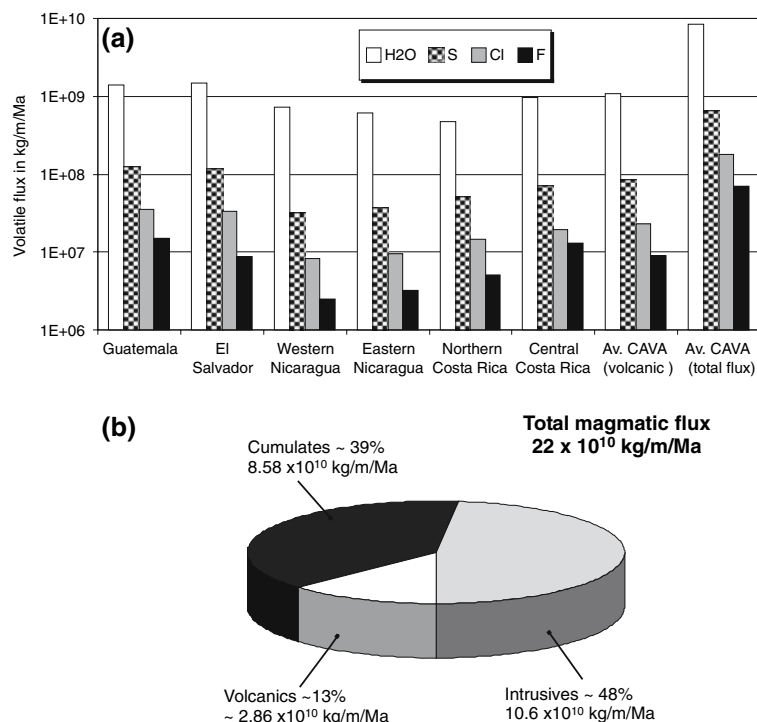 (a)
H2O S Cl F
Volatile flux in kg/m/Ma
1E+10
1E+09
1E+08
1E+07
1E+06
Guatemala
El
Salvador
Western
Nicaragua
Eastern
Nicaragua
Northern
Costa Rica
Central
Costa Rica
Av. CAVA
(volcanic )
Av. CAVA
(total flux)
(b)
Total magmatic flux
22 x 10¹⁰ kg/m/Ma
Cumulates ~ 39%
8.58 x10¹⁰ kg/m/Ma
Volcanics ~13%
~ 2.86 x10¹⁰ kg/m/Ma
Intrusives ~ 48%
10.6 x10¹⁰ kg/m/Ma